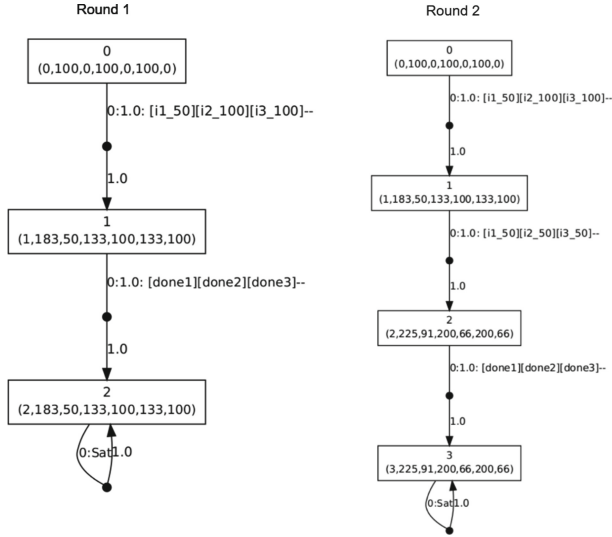 Round 1
0
(0,100,0,100,0,100,0)
0:1.0: [i1_50][i2_100][i3_100]--
1.0
1
(1,183,50,133,100,133,100)
0:1.0: [done1][done2][done3]--
1.0
2
(2,183,50,133,100,133,100)
0:Sat
1.0
Round 2
0
(0,100,0,100,0,100,0)
0:1.0: [i1_50][i2_100][i3_100]--
1.0
1
(1,183,50,133,100,133,100)
0:1.0: [i1_50][i2_50][i3_50]--
1.0
2
(2,225,91,200,66,200,66)
0:1.0: [done1][done2][done3]--
1.0
3
(3,225,91,200,66,200,66)
0:Sat
1.0